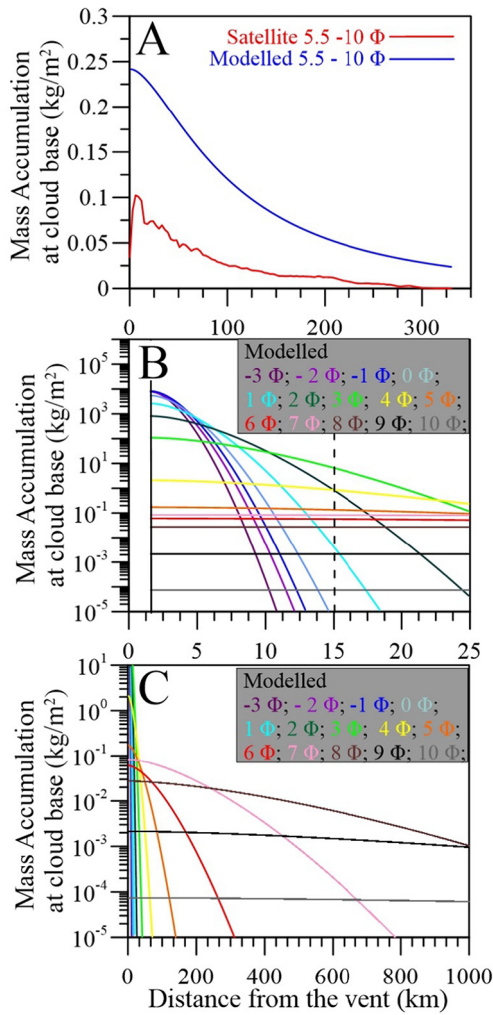 A
Satellite 5.5 -10 Φ
Modelled 5.5 - 10 Φ
Mass Accumulation
at cloud base (kg/m²)
0.3
0.25
0.2
0.15
0.1
0.05
0
0 100 200 300
B
Modelled
-3 Φ; - 2 Φ; -1 Φ; 0 Φ;
1 Φ; 2 Φ; 3 Φ; 4 Φ; 5 Φ;
6 Φ; 7 Φ; 8 Φ; 9 Φ; 10 Φ;
Mass Accumulation
at cloud base (kg/m²)
10⁵
10³
10¹
10⁻¹
10⁻³
10⁻⁵
0 5 10 15 20 25
C
Modelled
-3 Φ; - 2 Φ; -1 Φ; 0 Φ;
1 Φ; 2 Φ; 3 Φ; 4 Φ; 5 Φ;
6 Φ; 7 Φ; 8 Φ; 9 Φ; 10 Φ;
Mass Accumulation
at cloud base (kg/m²)
10¹
10⁰
10⁻¹
10⁻²
10⁻³
10⁻⁴
10⁻⁵
0 200 400 600 800 1000
Distance from the vent (km)